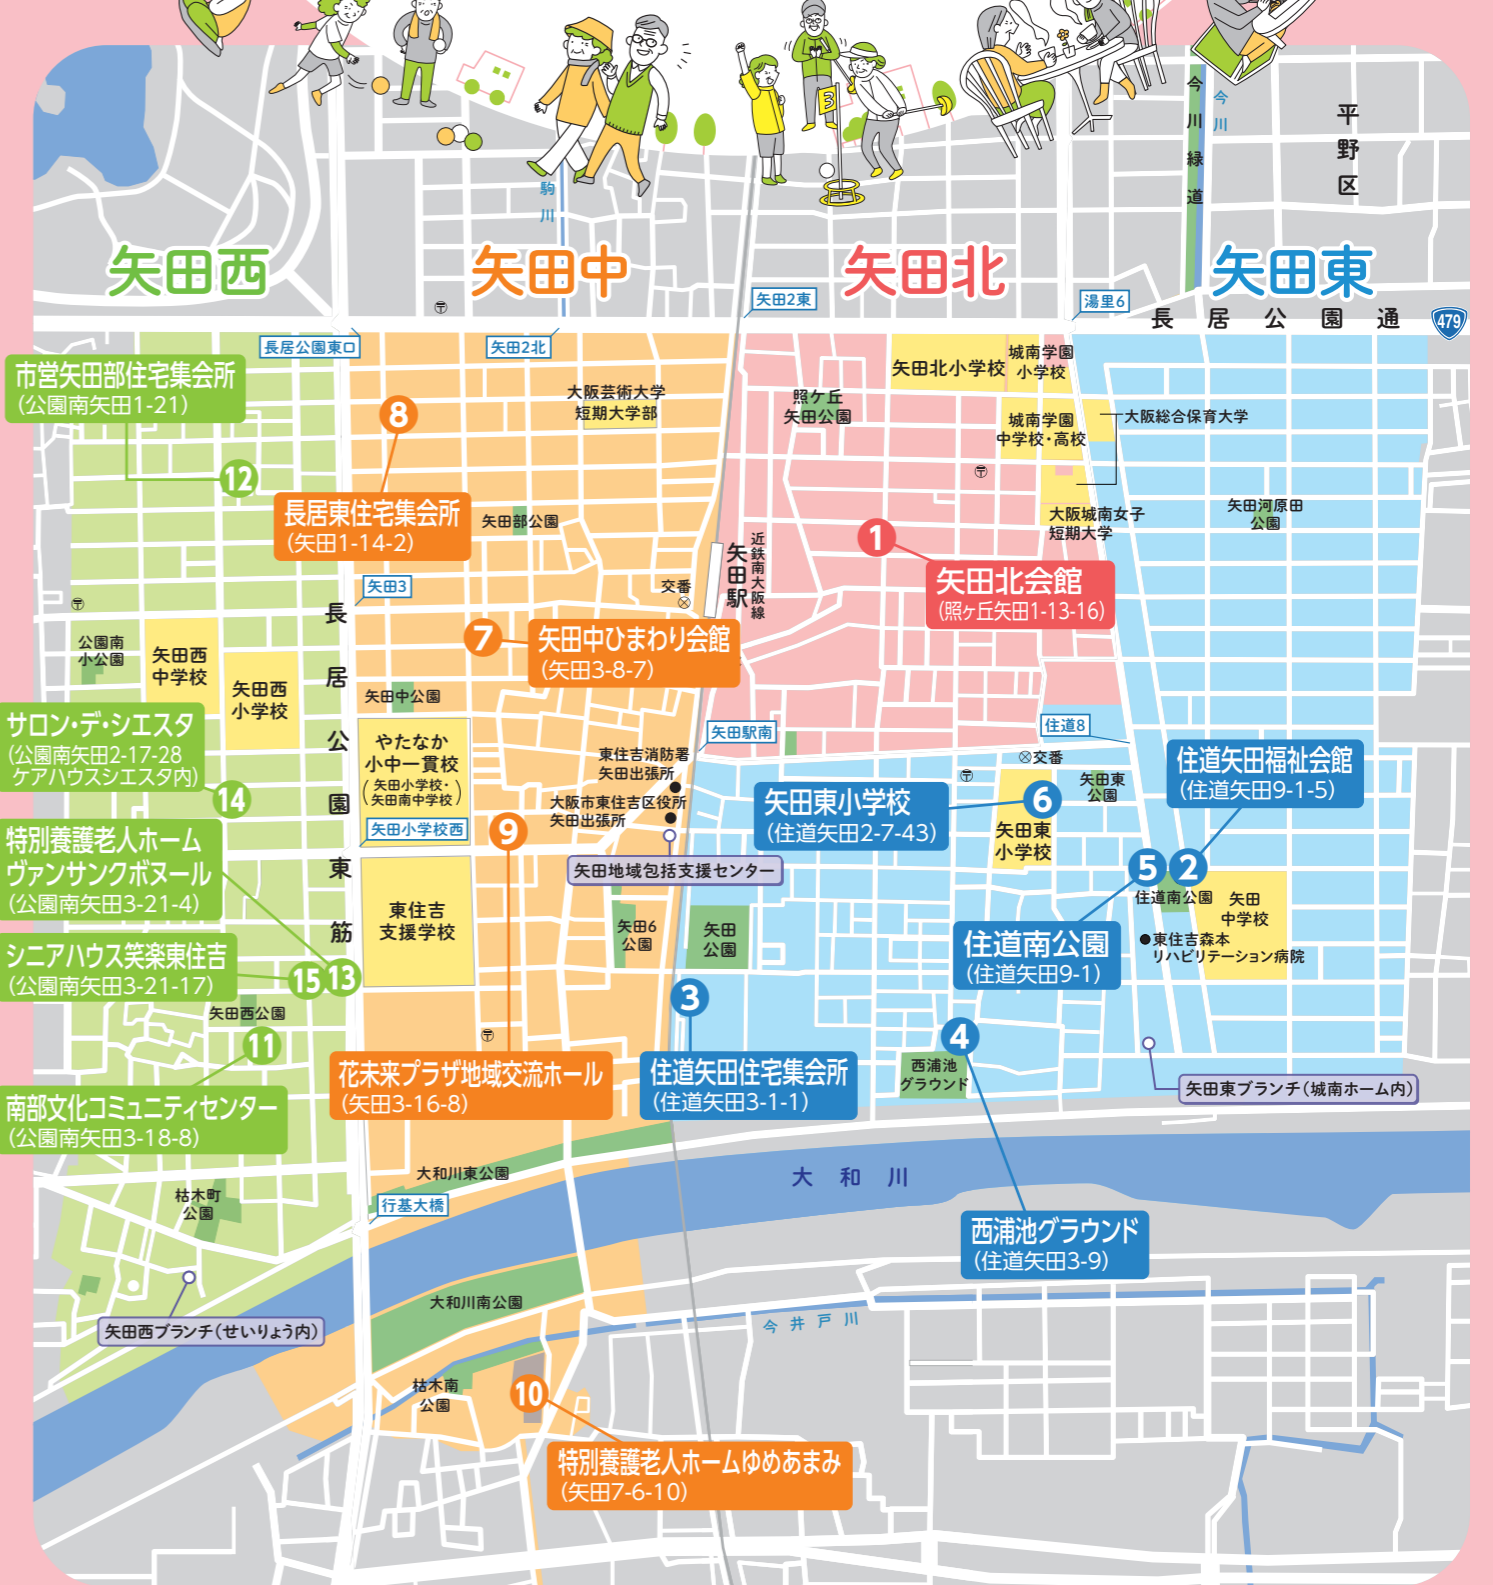 3
今川緑道
今川
平野区
駒川
矢田西
矢田中
矢田北
矢田東
矢田2東
湯里6
長居公園通
479
長居公園東口
矢田2北
市営矢田部住宅集会所
(公園南矢田1-21)
8
12
大阪芸術大学
短期大学部
照ケ丘
矢田公園
矢田北小学校
城南学園
小学校
城南学園
中学校・高校
大阪総合保育大学
大阪城南女子
短期大学
矢田河原田
公園
長居東住宅集会所
(矢田1-14-2)
矢田部公園
近鉄南大阪線
矢田駅
1
矢田北会館
(照ヶ丘矢田1-13-16)
矢田3
交番
長居公園東筋
公園南
小公園
矢田西
中学校
矢田西
小学校
7
矢田中ひまわり会館
(矢田3-8-7)
矢田中公園
サロン・デ・シエスタ
(公園南矢田2-17-28
ケアハウスシエスタ内)
14
やたなか
小中一貫校
(矢田小学校・
矢田南中学校)
矢田小学校西
矢田駅南
住道8
東住吉消防署
矢田出張所
大阪市東住吉区役所
矢田出張所
9
矢田地域包括支援センター
交番
矢田東
公園
住道矢田福祉会館
(住道矢田9-1-5)
矢田東小学校
(住道矢田2-7-43)
6
矢田東
小学校
5
2
住道南公園
矢田
中学校
東住吉森本
リハビリテーション病院
住道南公園
(住道矢田9-1)
特別養護老人ホーム
ヴァンサンクボヌール
(公園南矢田3-21-4)
シニアハウス笑楽東住吉
(公園南矢田3-21-17)
15
13
東住吉
支援学校
矢田6
公園
矢田
公園
3
4
矢田西公園
11
南部文化コミュニティセンター
(公園南矢田3-18-8)
花未来プラザ地域交流ホール
(矢田3-16-8)
住道矢田住宅集会所
(住道矢田3-1-1)
西浦池
グラウンド
矢田東ブランチ(城南ホーム内)
大和川東公園
大和川
枯木町
公園
行基大橋
西浦池グラウンド
(住道矢田3-9)
矢田西ブランチ(せいりょう内)
大和川南公園
今井戸川
枯木南
公園
10
特別養護老人ホームゆめあまみ
(矢田7-6-10)